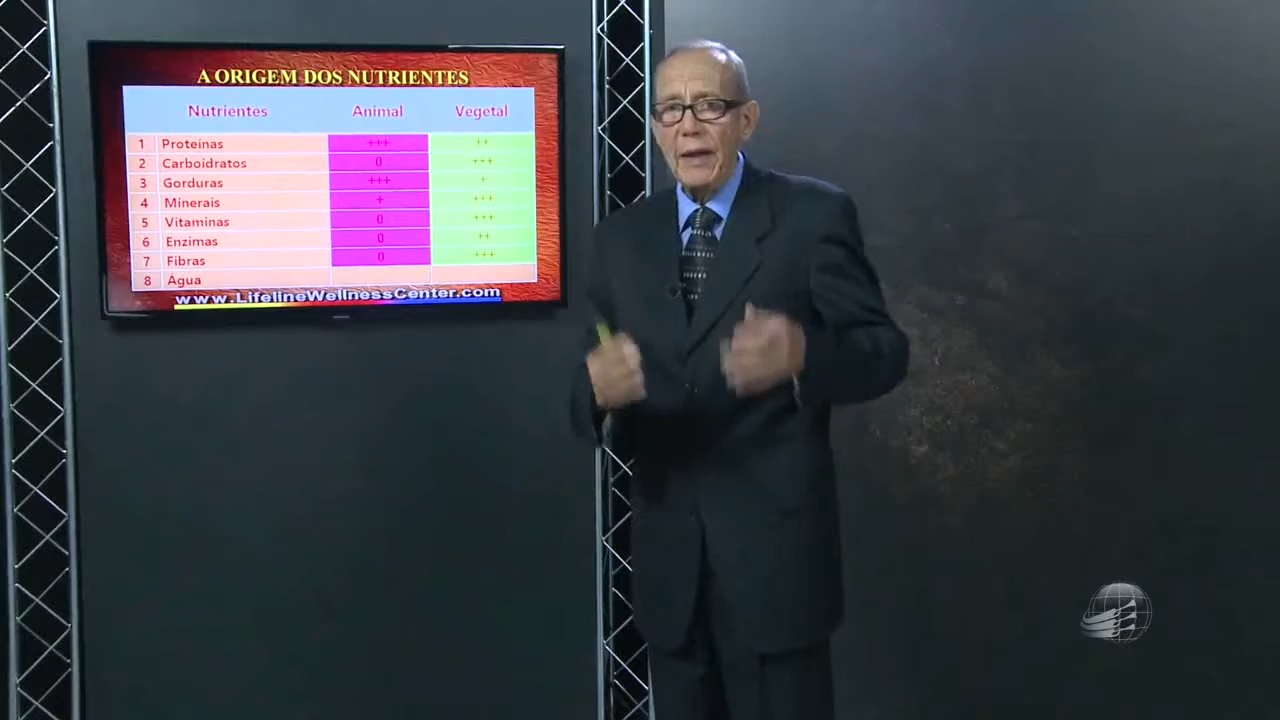 A ORIGEM DOS NUTRIENTES
Nutrientes Animal Vegetal
1 Proteínas +++ ++
2 Carboidratos 0 +++
3 Gorduras +++ +
4 Minerais + +++
5 Vitaminas 0 +++
6 Enzimas 0 ++
7 Fibras 0 +++
8 Água
www.LifelineWellnessCenter.com